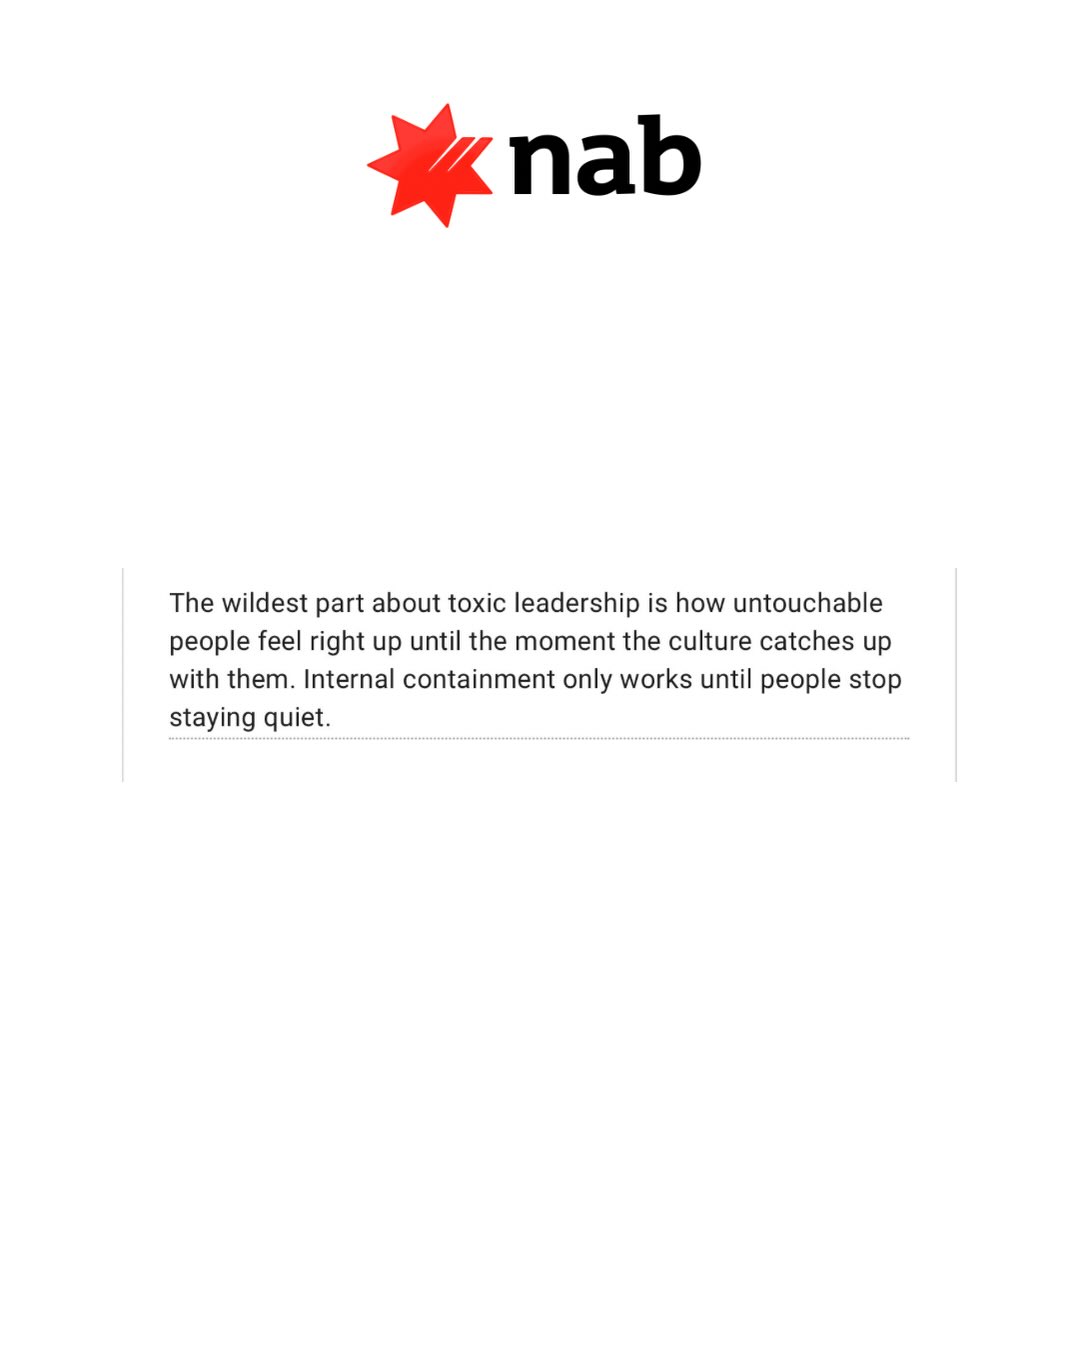 nab
The wildest part about toxic leadership is how untouchable
people feel right up until the moment the culture catches up
with them. Internal containment only works until people stop
staying quiet.